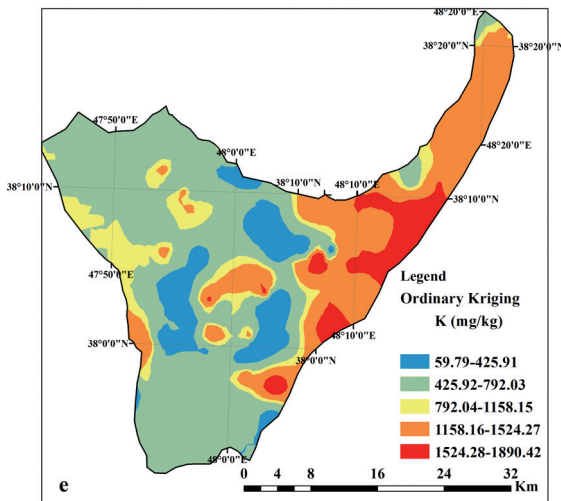 48°20'0"E
38°20'0"N
38°20'0"N
47°50'0"E
48°0'0"E
48°20'0"E
38°10'0"N
38°10'0"N
48°10'0"E
38°10'0"N
47°50'0"E
Legend
Ordinary Kriging
K (mg/kg)
48°10'0"E
38°0'0"N
38°0'0"N
59.79-425.91
425.92-792.03
792.04-1158.15
1158.16-1524.27
1524.28-1890.42
48°0'0"E
e
0 4 8 16 24 32
Km